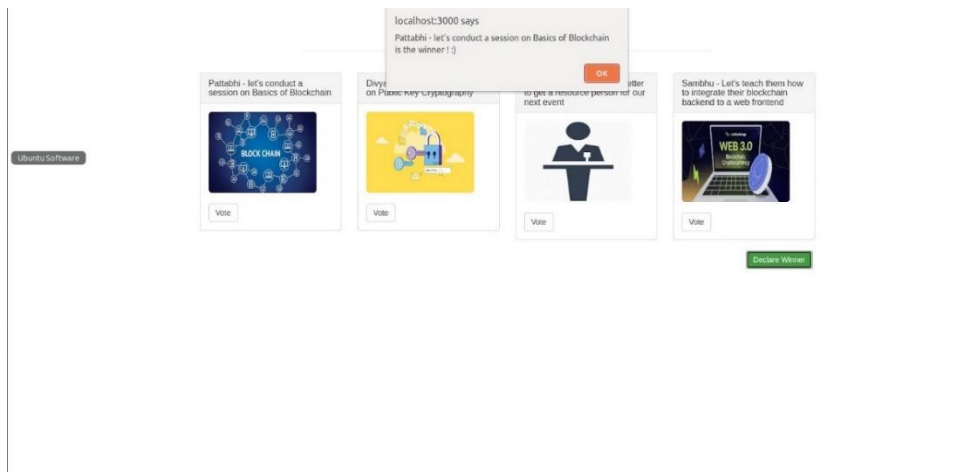 localhost:3000 says
Pattabhi - let's conduct a session on Basics of Blockchain
is the winner ! :)
OK
Pattabhi - let's conduct a
session on Basics of Blockchain
Divya
on Public Key Cryptography
to get a resource person for our
next event
Sambhu - Let's teach them how
to integrate their blockchain
backend to a web frontend
BLOCK CHAIN
WEB 3.0
Ubuntu Software
Vote
Vote
Vote
Vote
Declare Winner